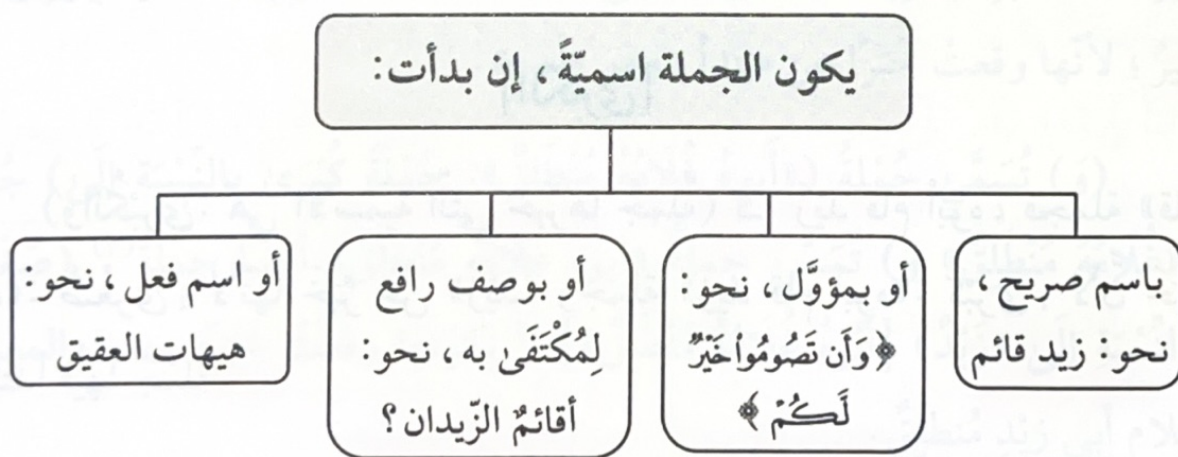 يكون الجملة اسميّةً، إن بدأت:
باسم صريح،
نحو: زيد قائم
أو بمؤوَّل، نحو:
﴿وَأَن تَصُومُوا۟ خَيْرٌ
لَّكُمْ﴾
أو بوصف رافع
لِمُكْتَفَىٰ به، نحو:
أقائمٌ الزّيدان؟
أو اسم فعل، نحو:
هيهات العقيق